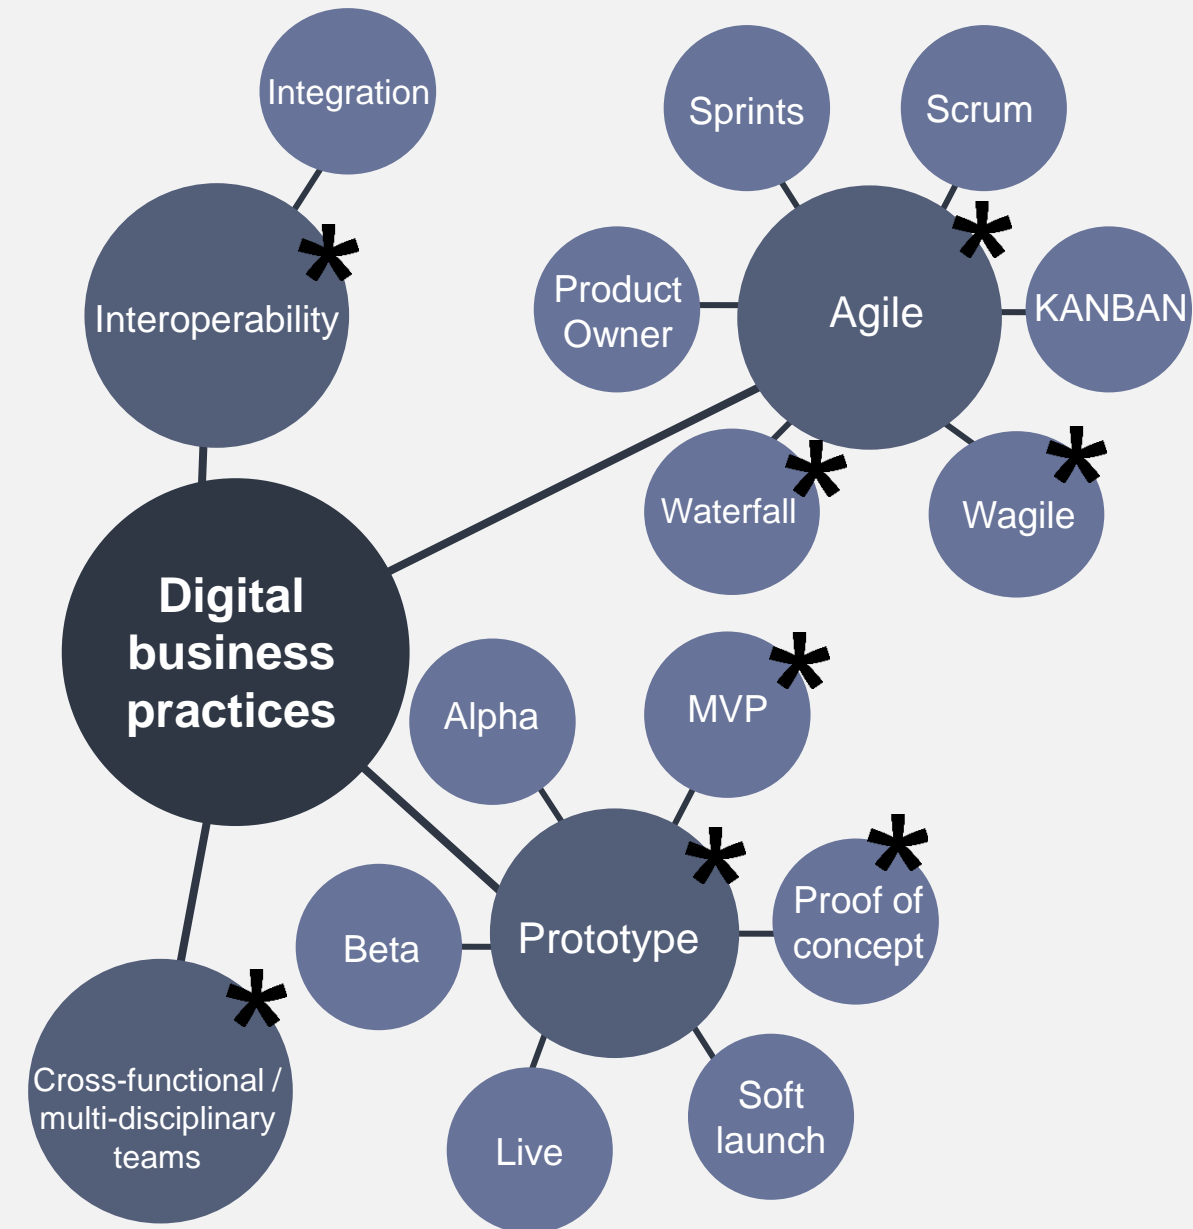 Integration
Sprints
Scrum
*
*
Interoperability
Product
Owner
Agile
KANBAN
*
Waterfall
*
Wagile
Digital
business
practices
Alpha
*
MVP
*
Prototype
*
Proof of
concept
Beta
*
Cross-functional /
multi-disciplinary
teams
Live
Soft
launch